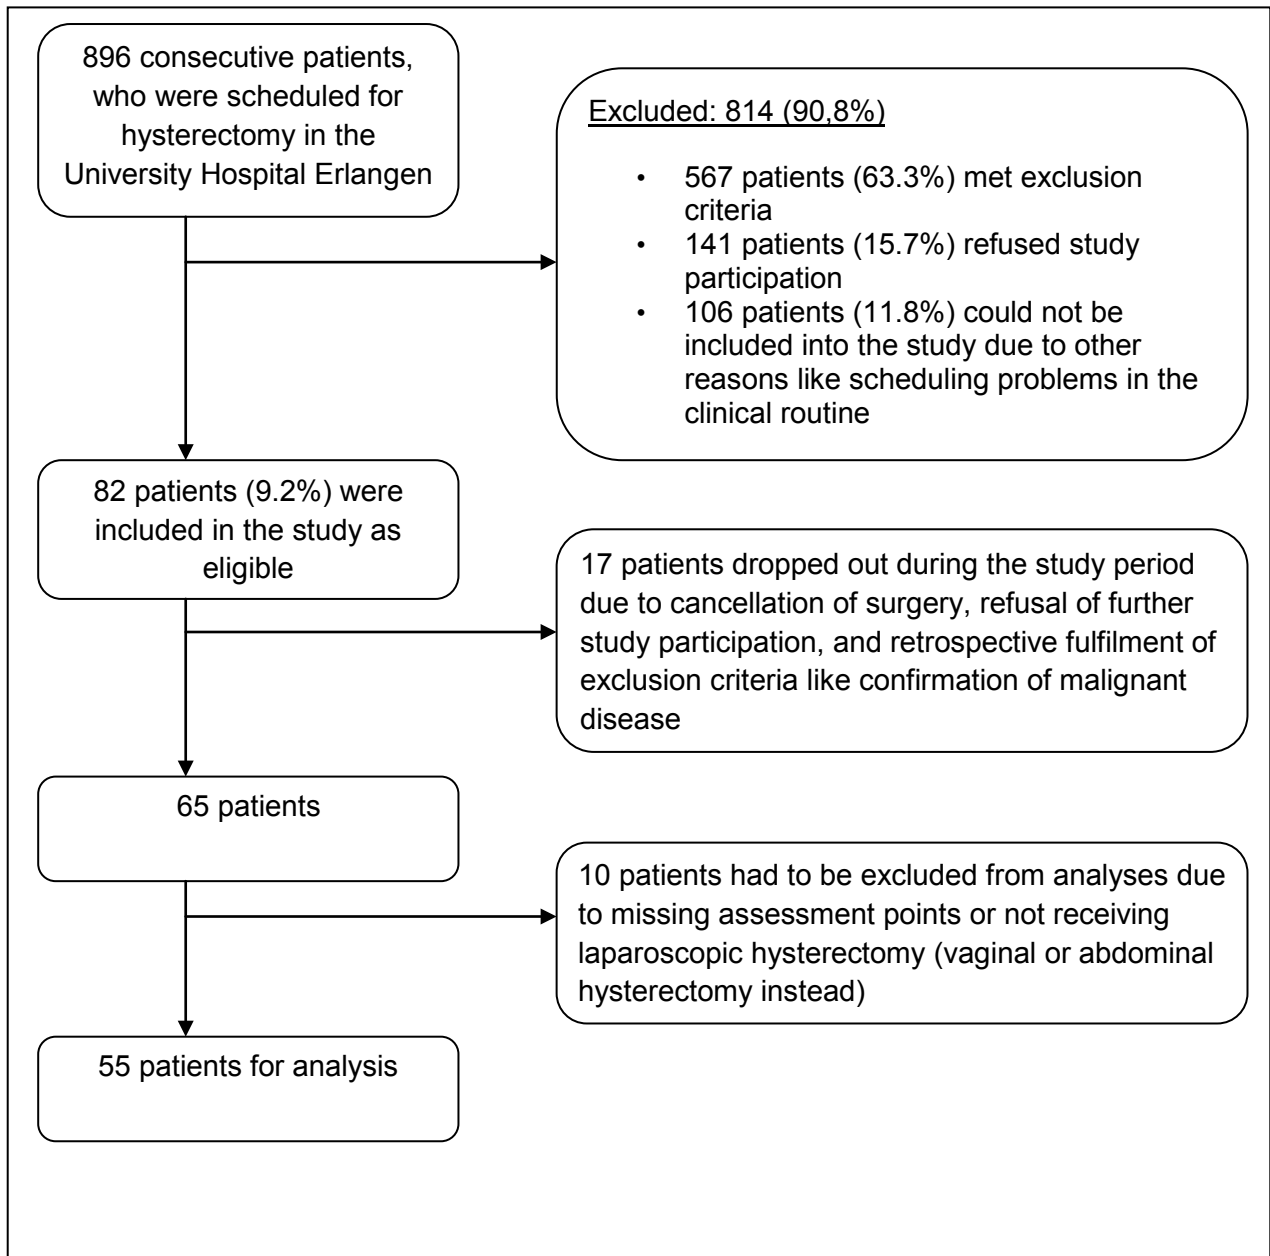 896 consecutive patients,
who were scheduled for
hysterectomy in the
University Hospital Erlangen
Excluded: 814 (90,8%)
• 567 patients (63.3%) met exclusion
criteria
• 141 patients (15.7%) refused study
participation
• 106 patients (11.8%) could not be
included into the study due to other
reasons like scheduling problems in the
clinical routine
82 patients (9.2%) were
included in the study as
eligible
17 patients dropped out during the study period
due to cancellation of surgery, refusal of further
study participation, and retrospective fulfilment of
exclusion criteria like confirmation of malignant
disease
65 patients
10 patients had to be excluded from analyses due
to missing assessment points or not receiving
laparoscopic hysterectomy (vaginal or abdominal
hysterectomy instead)
55 patients for analysis